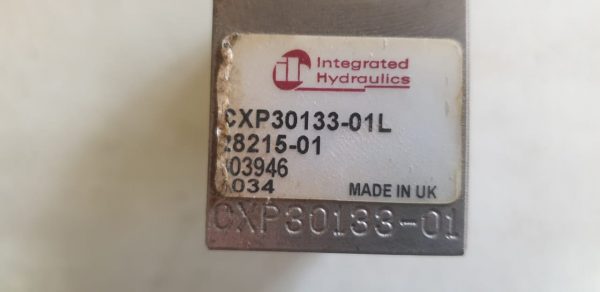 Integrated
Hydraulics
CXP30133-01L
28215-01
03946
034
MADE IN UK
CXP30133-01